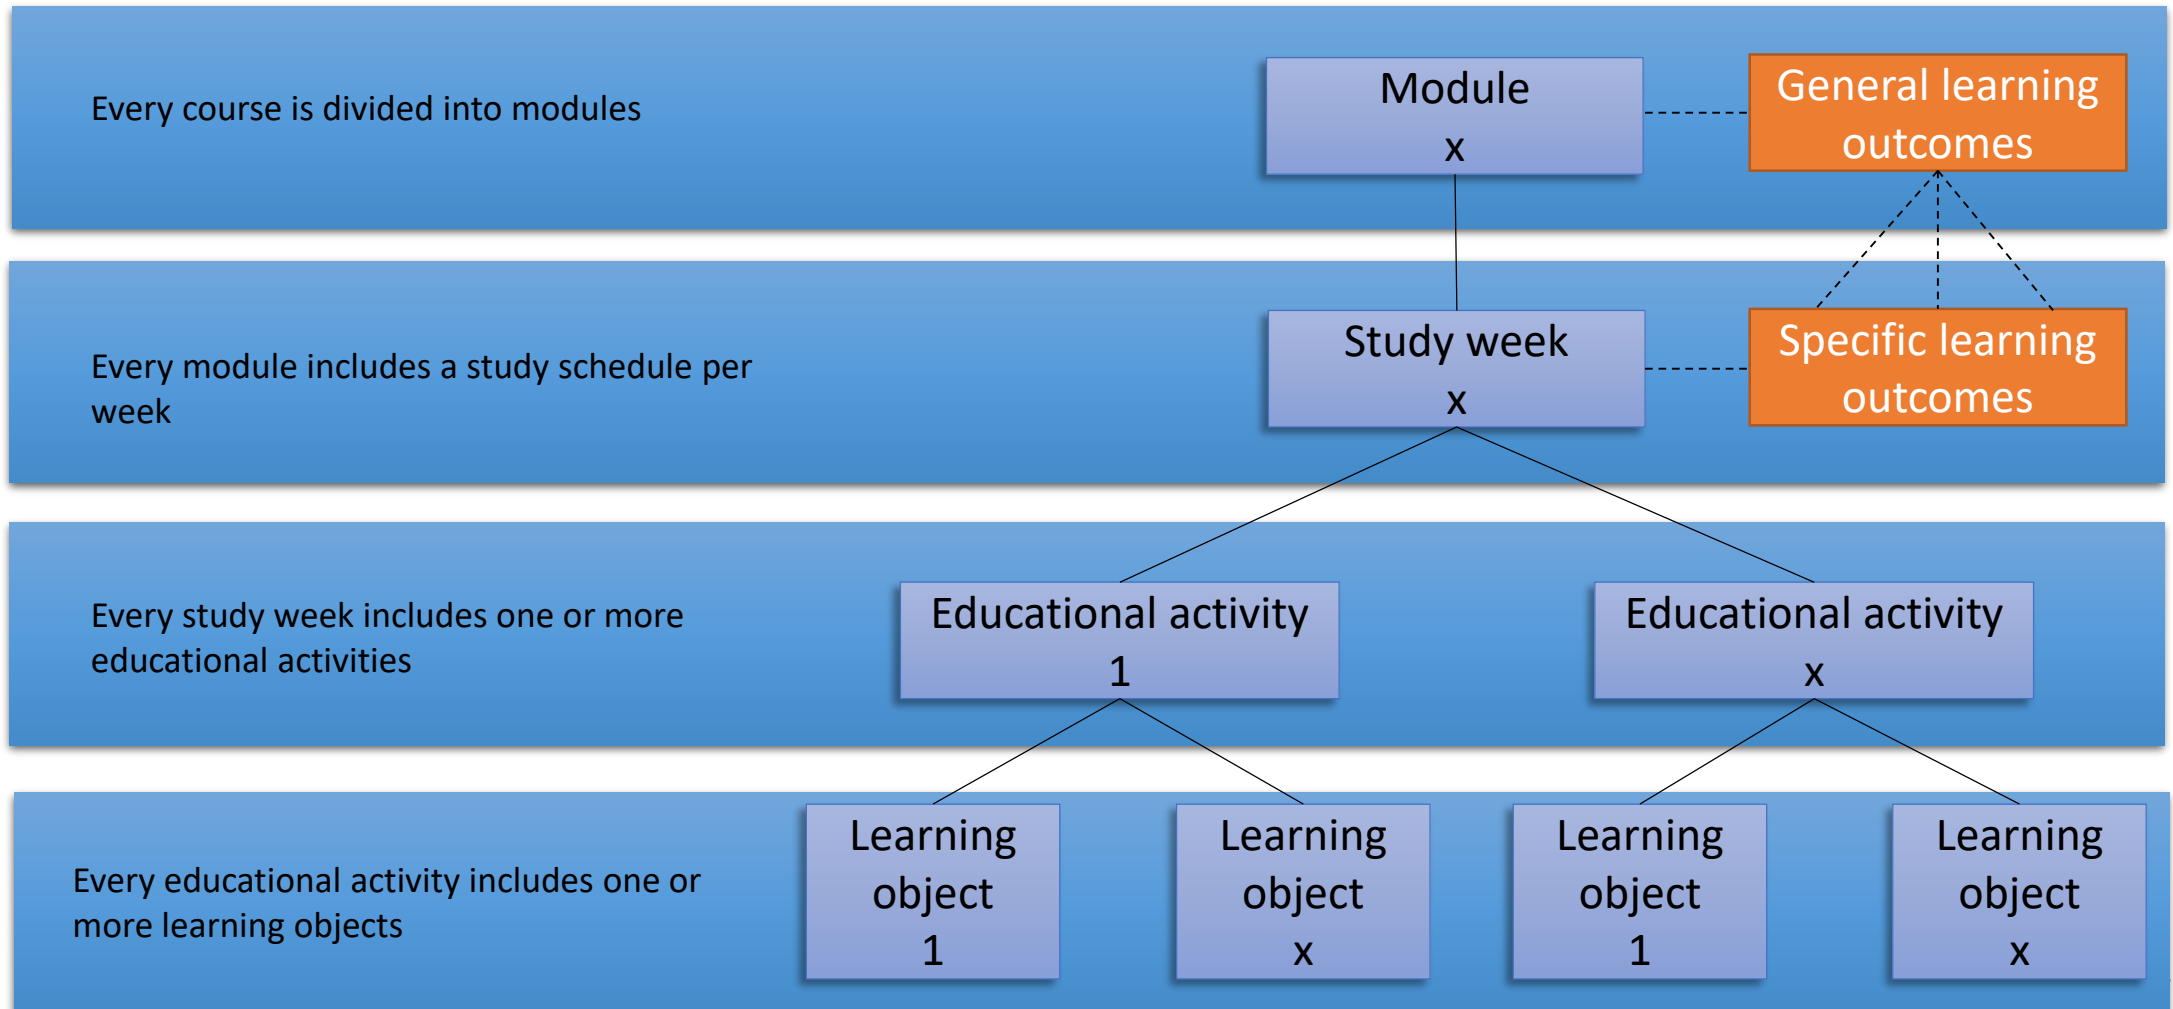 Every course is divided into modules
Module
x
General learning
outcomes
Every module includes a study schedule per
week
Study week
x
Specific learning
outcomes
Every study week includes one or more
educational activities
Educational activity
1
Educational activity
x
Every educational activity includes one or
more learning objects
Learning
object
1
Learning
object
x
Learning
object
1
Learning
object
x